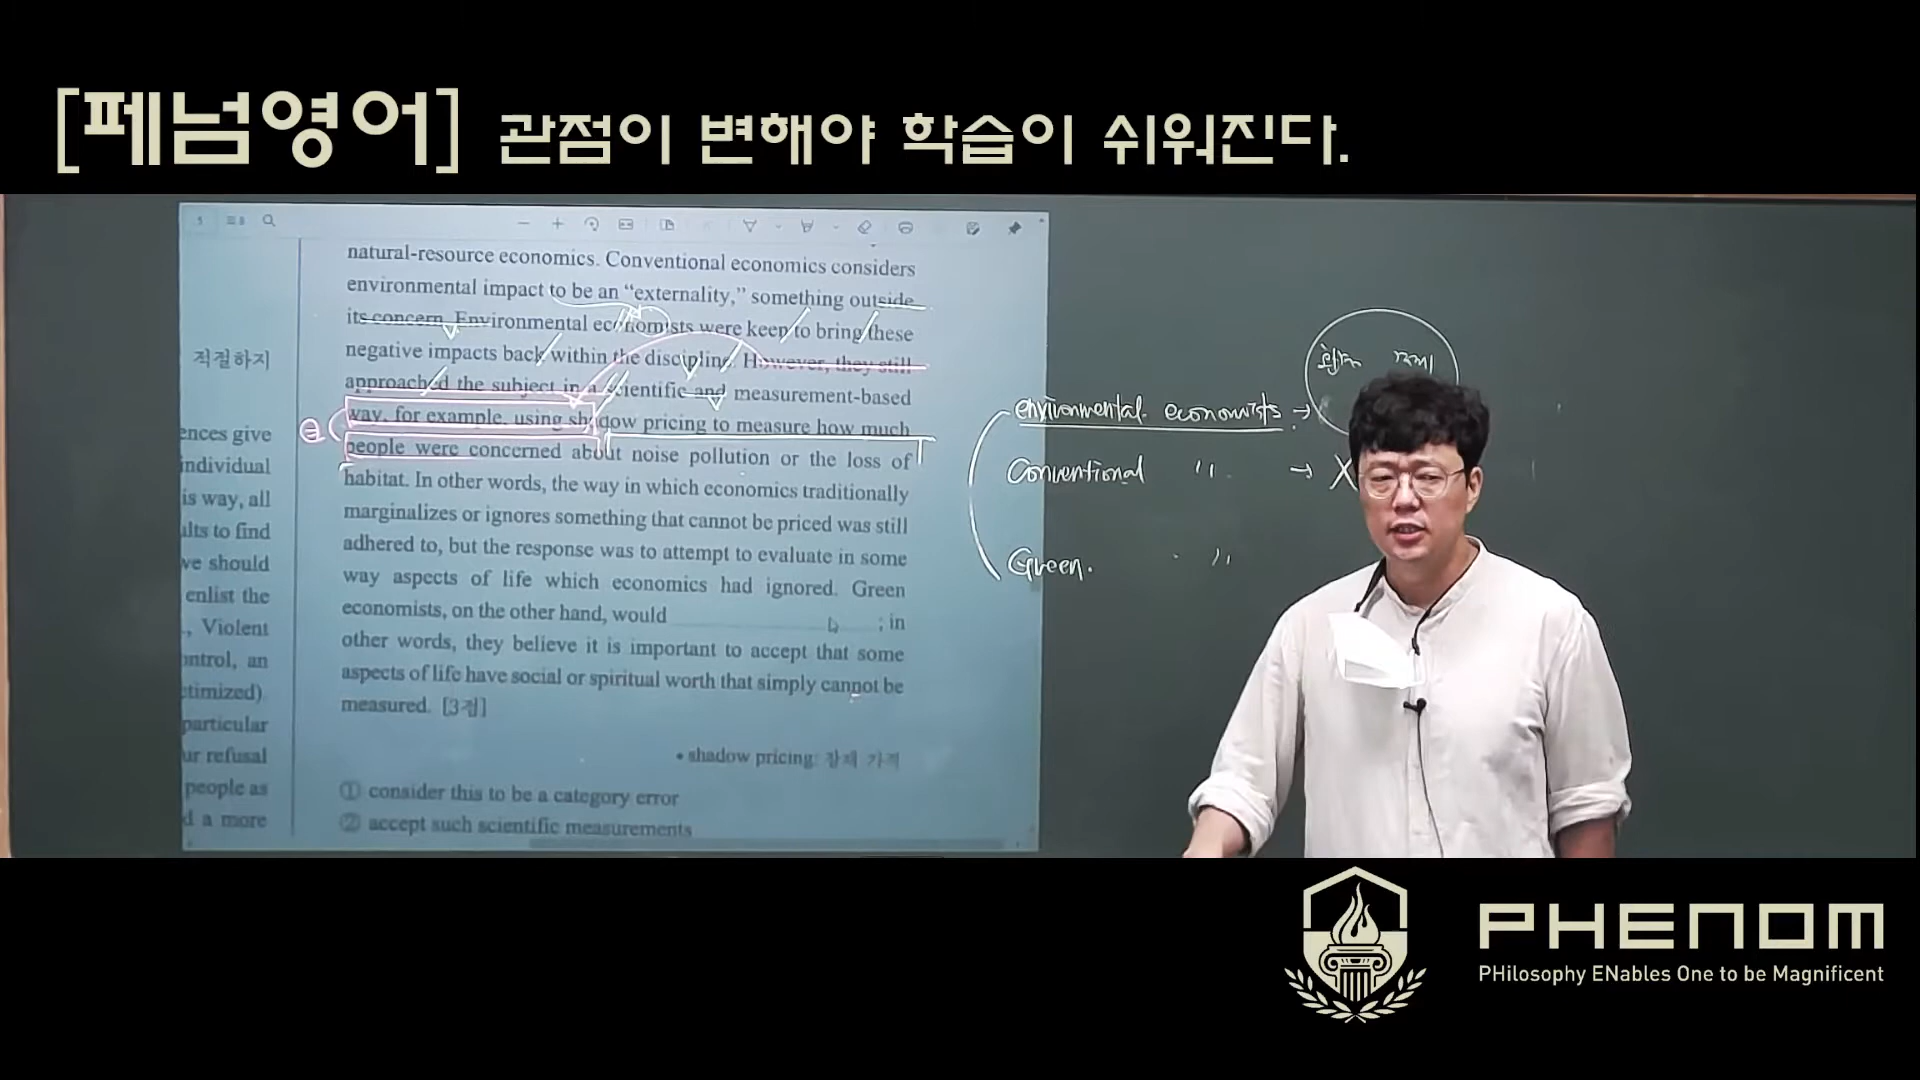 [페넘영어] 관점이 변해야 학습이 쉬워진다.
natural-resource economics. Conventional economics considers
environmental impact to be an “externality,” something outside
its concern. Environmental economists were keen to bring these
negative impacts back within the discipline. However, they still
approached the subject in a scientific and measurement-based
way, for example, using shadow pricing to measure how much
people were concerned about noise pollution or the loss of
habitat. In other words, the way in which economics traditionally
marginalizes or ignores something that cannot be priced was still
adhered to, but the response was to attempt to evaluate in some
way aspects of life which economics had ignored. Green
economists, on the other hand, would ; in
other words, they believe it is important to accept that some
aspects of life have social or spiritual worth that simply cannot be
measured. [3점]
• shadow pricing: 잠재 가격
① consider this to be a category error
② accept such scientific measurements
적절하지
ences give
individual
is way, all
ults to find
we should
enlist the
., Violent
ontrol, an
ctimized)
particular
ur refusal
people as
d a more
environmental economists →
Conventional " → X
Green. "
PHENOM
PHilosophy ENables One to be Magnificent